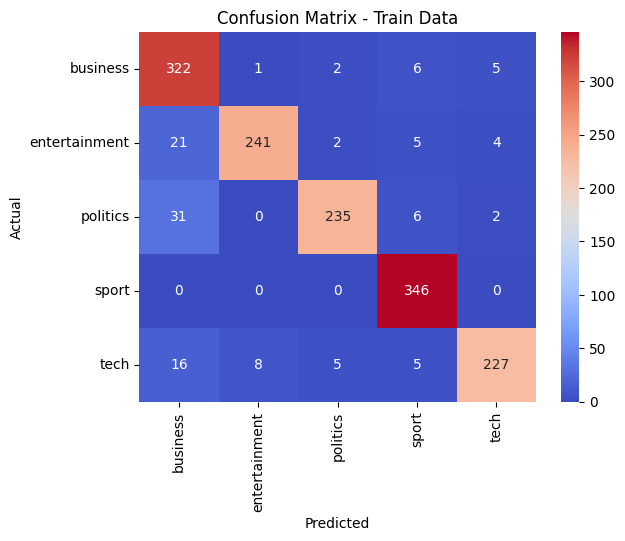 Confusion Matrix - Train Data
Actual
business 322 1 2 6 5
entertainment 21 241 2 5 4
politics 31 0 235 6 2
sport 0 0 0 346 0
tech 16 8 5 5 227
business entertainment politics sport tech
Predicted
300
250
200
150
100
50
0